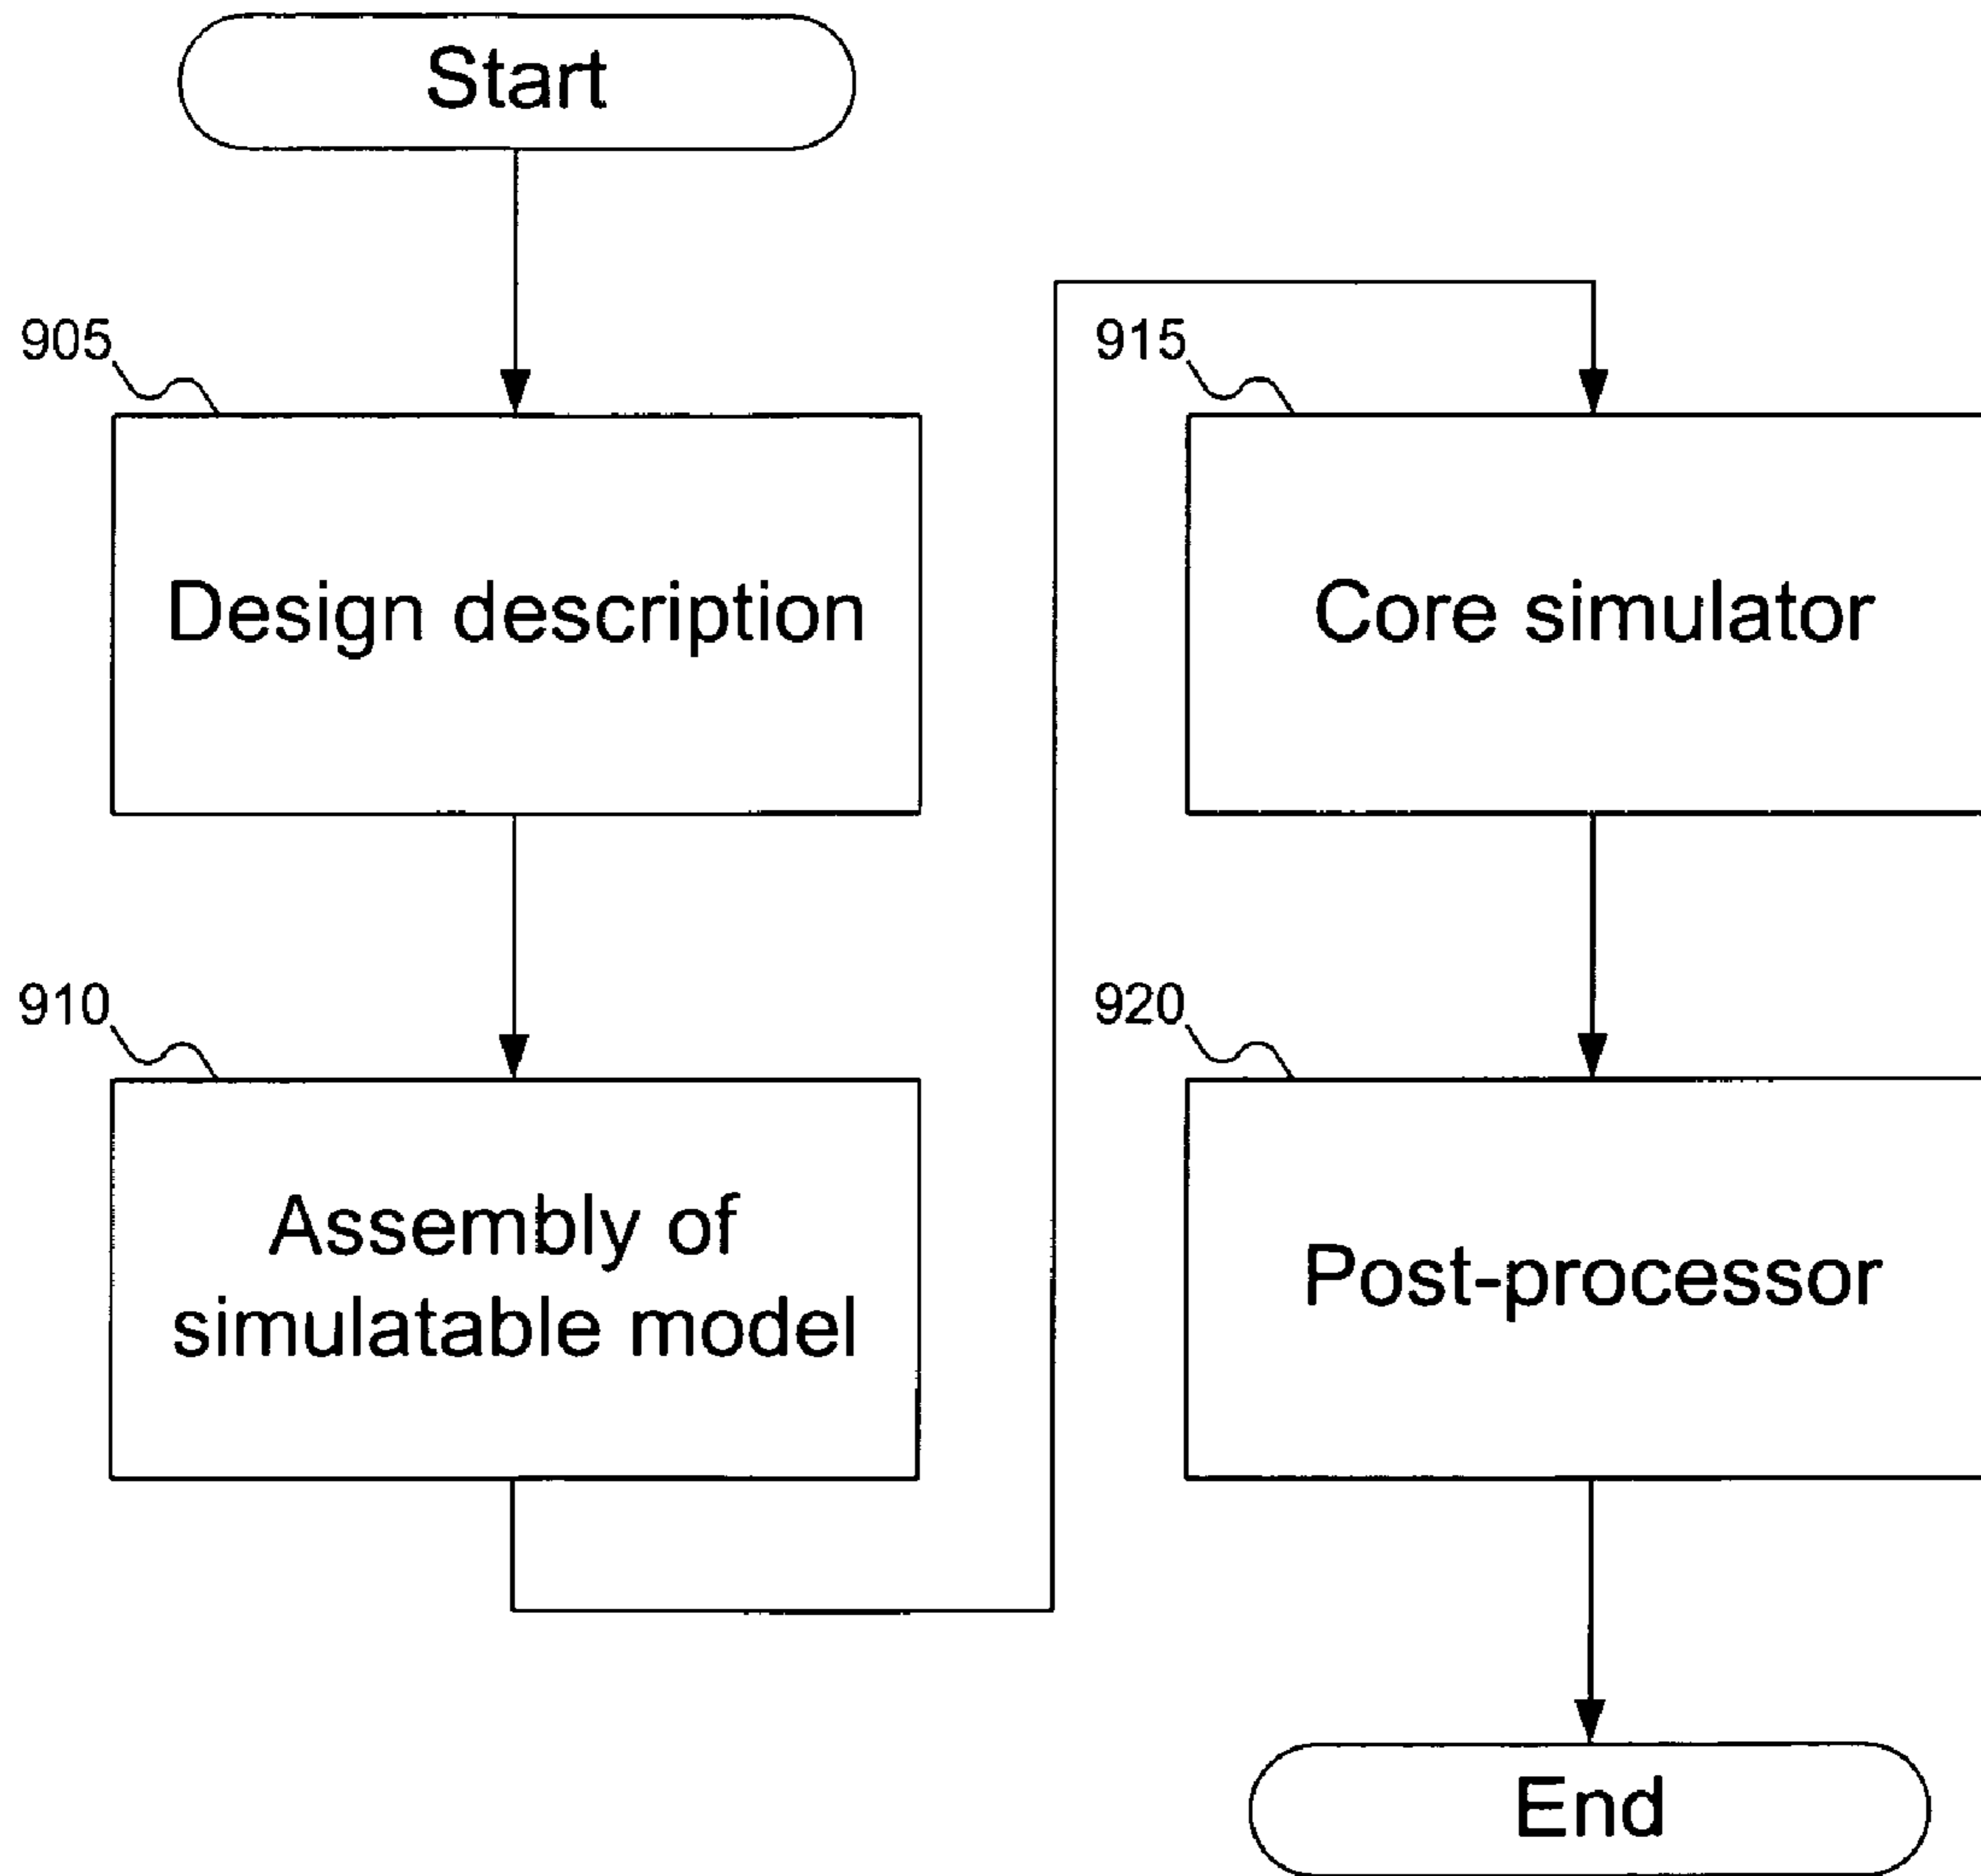 Start
905
Design description
910
Assembly of
simulatable model
915
Core simulator
920
Post-processor
End